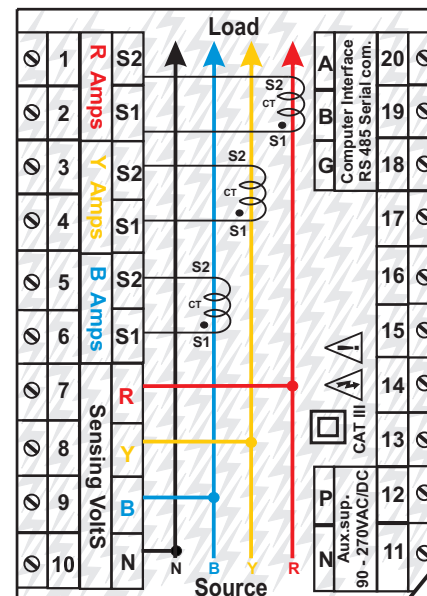 Load
1
2
3
4
5
6
7
8
9
10
R Amps
Y Amps
B Amps
Sensing VoltS
S2
S1
S2
S1
S2
S1
R
Y
B
N
S2
CT
S1
S2
CT
S1
S2
CT
S1
N
B
Y
R
Source
A
B
G
Computer Interface
RS 485 Serial com.
CAT III
P
N
Aux.sup.
90 - 270VAC/DC
20
19
18
17
16
15
14
13
12
11